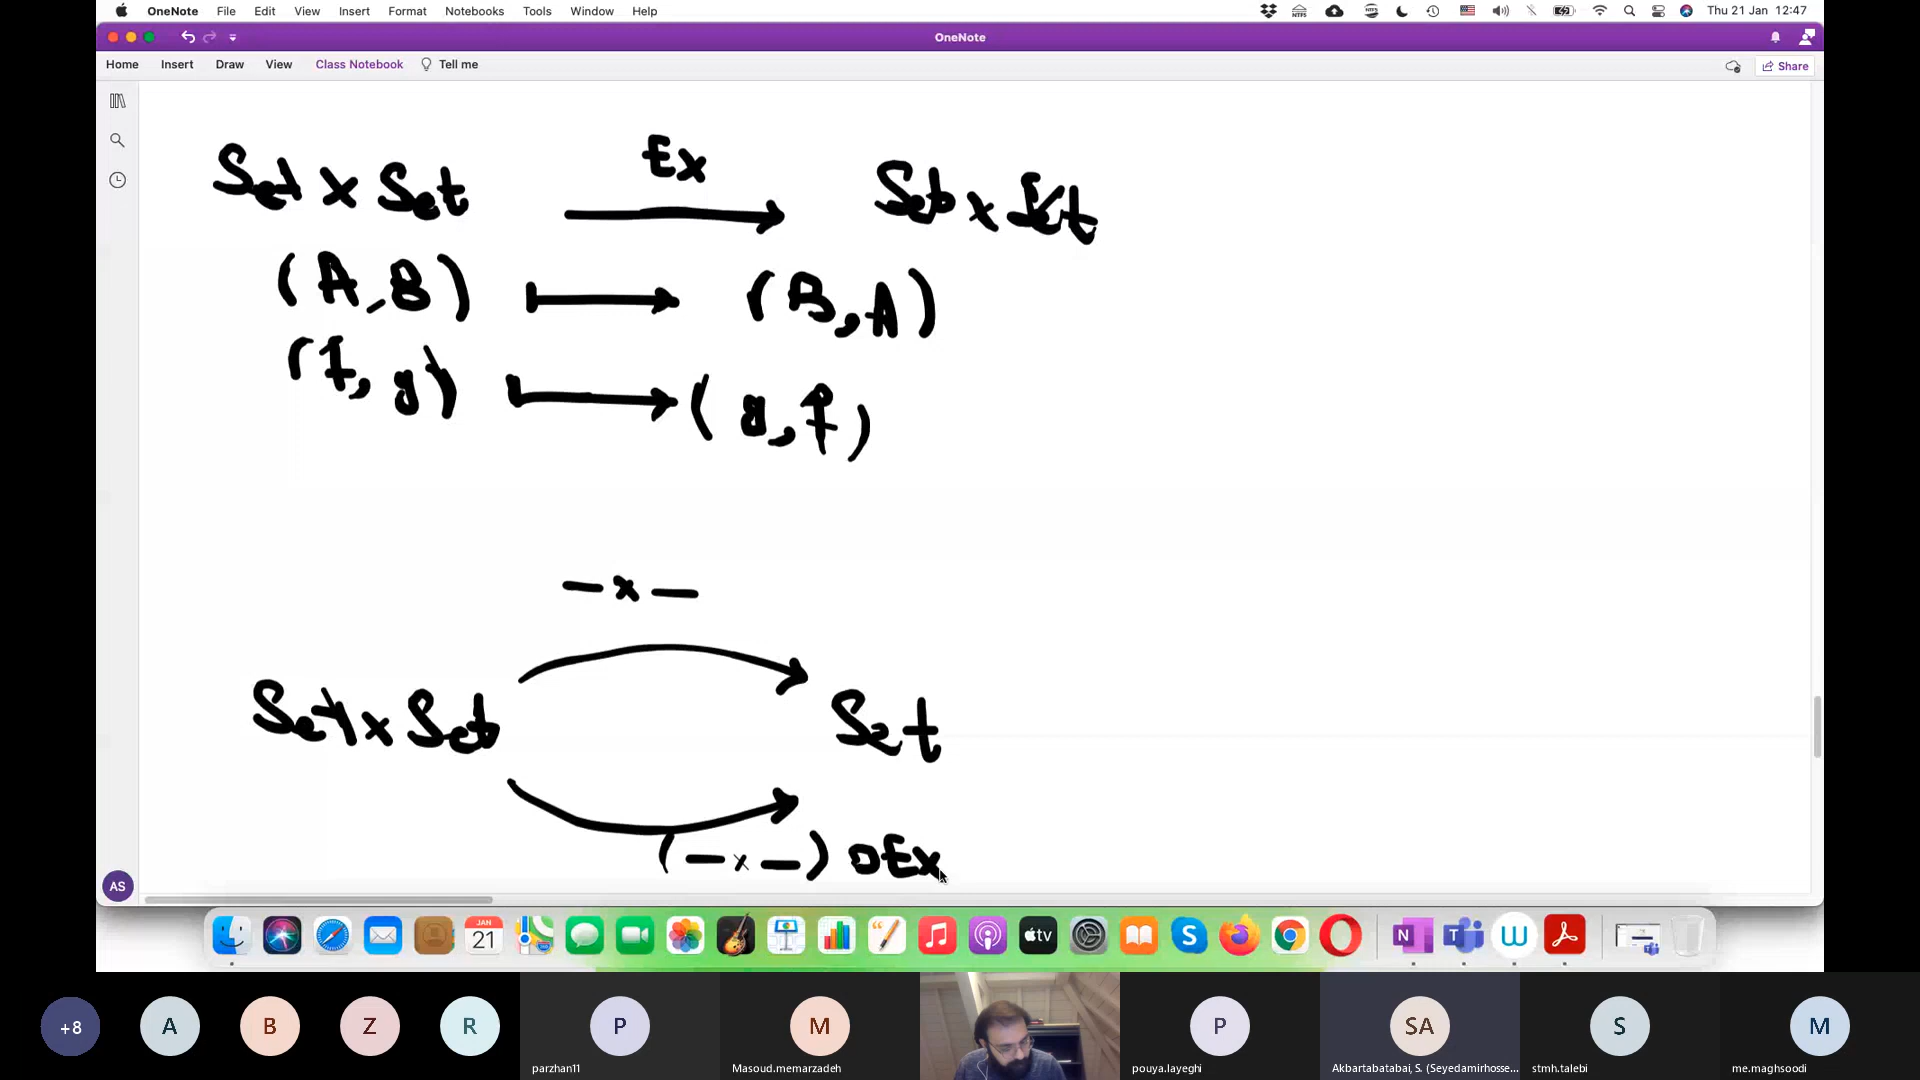 OneNote File Edit View Insert Format Notebooks Tools Window Help Thu 21 Jan 12:47
OneNote
Home Insert Draw View Class Notebook Tell me Share
Ex
Set × Set ⟶ Set × Set
(A, B) ⟼ (B, A)
(f, g) ⟼ (g, f)
— × —
Set × Set Set
(— × —) ∘ Ex
AS
JAN
21
tv
+8 A B Z R P M P SA S M
parzhan11 Masoud.memarzadeh pouya.layeghi Akbartabatabai, S. (Seyedamirhosse... stmh.talebi me.maghsoodi